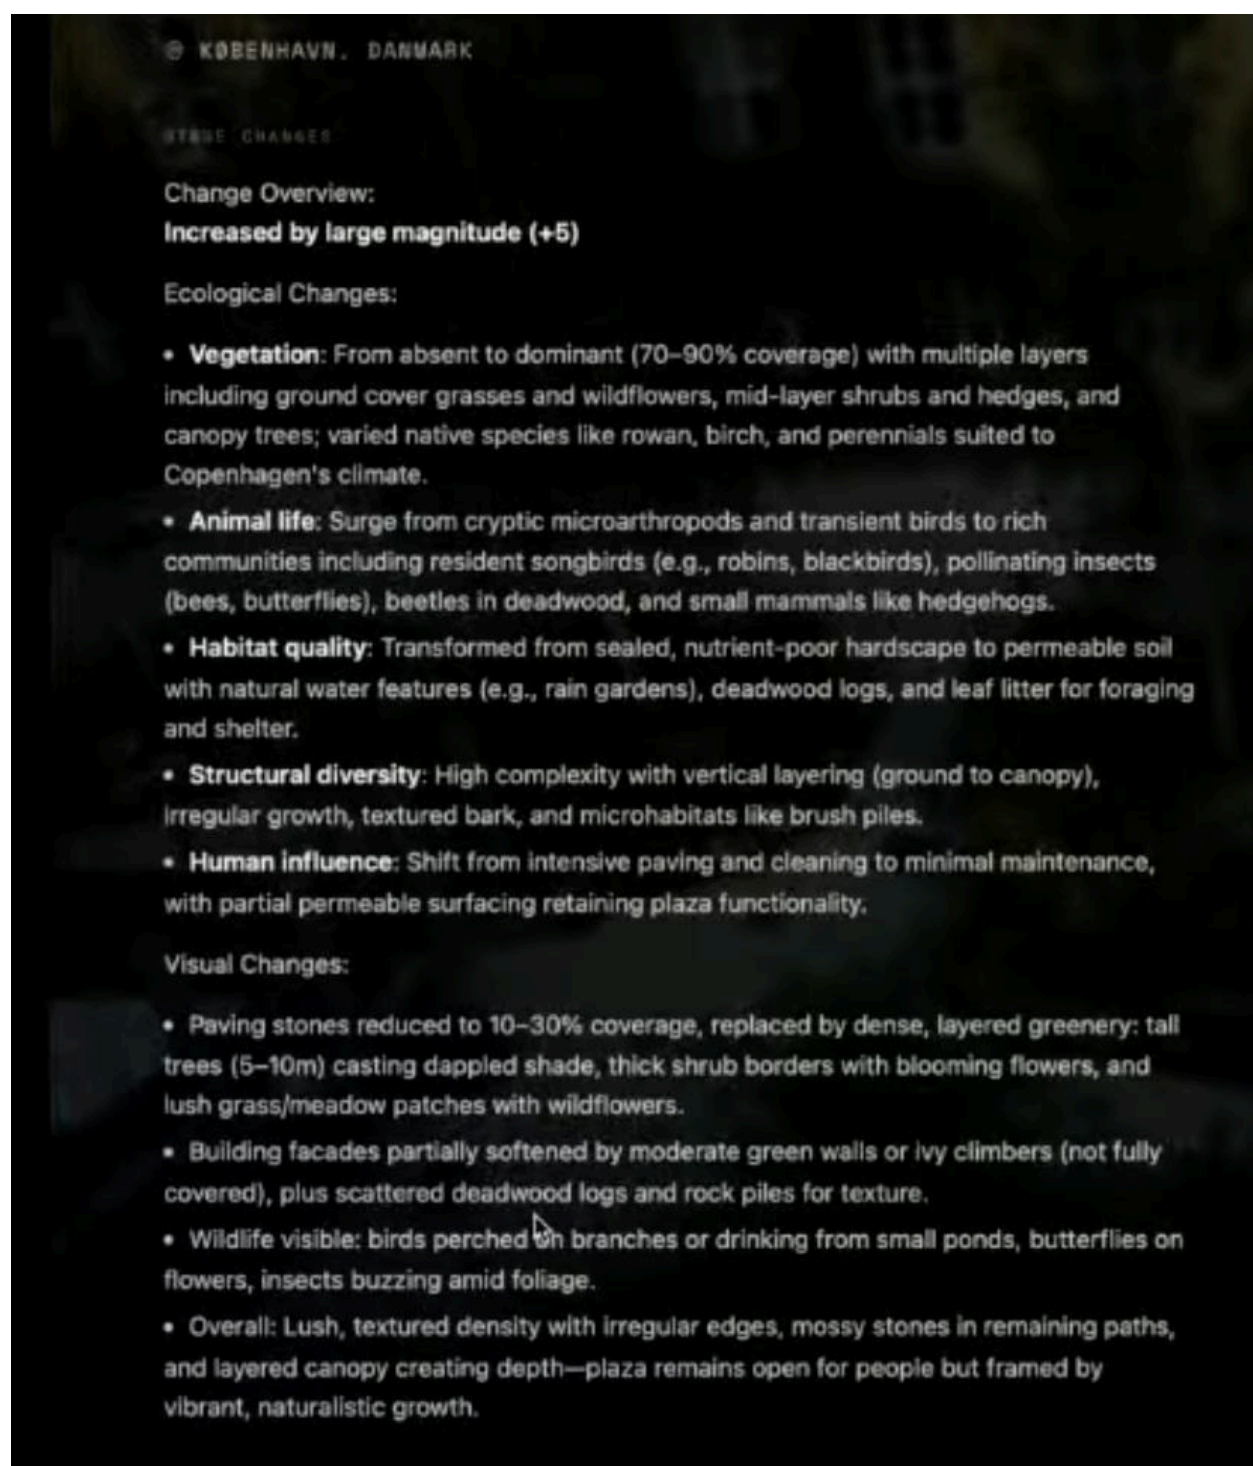 @ KØBENHAVN, DANMARK
STAGE CHANGES
Change Overview:
Increased by large magnitude (+5)
Ecological Changes:
• Vegetation: From absent to dominant (70–90% coverage) with multiple layers
including ground cover grasses and wildflowers, mid-layer shrubs and hedges, and
canopy trees; varied native species like rowan, birch, and perennials suited to
Copenhagen's climate.
• Animal life: Surge from cryptic microarthropods and transient birds to rich
communities including resident songbirds (e.g., robins, blackbirds), pollinating insects
(bees, butterflies), beetles in deadwood, and small mammals like hedgehogs.
• Habitat quality: Transformed from sealed, nutrient-poor hardscape to permeable soil
with natural water features (e.g., rain gardens), deadwood logs, and leaf litter for foraging
and shelter.
• Structural diversity: High complexity with vertical layering (ground to canopy),
irregular growth, textured bark, and microhabitats like brush piles.
• Human influence: Shift from intensive paving and cleaning to minimal maintenance,
with partial permeable surfacing retaining plaza functionality.
Visual Changes:
• Paving stones reduced to 10–30% coverage, replaced by dense, layered greenery: tall
trees (5–10m) casting dappled shade, thick shrub borders with blooming flowers, and
lush grass/meadow patches with wildflowers.
• Building facades partially softened by moderate green walls or ivy climbers (not fully
covered), plus scattered deadwood logs and rock piles for texture.
• Wildlife visible: birds perched on branches or drinking from small ponds, butterflies on
flowers, insects buzzing amid foliage.
• Overall: Lush, textured density with irregular edges, mossy stones in remaining paths,
and layered canopy creating depth—plaza remains open for people but framed by
vibrant, naturalistic growth.